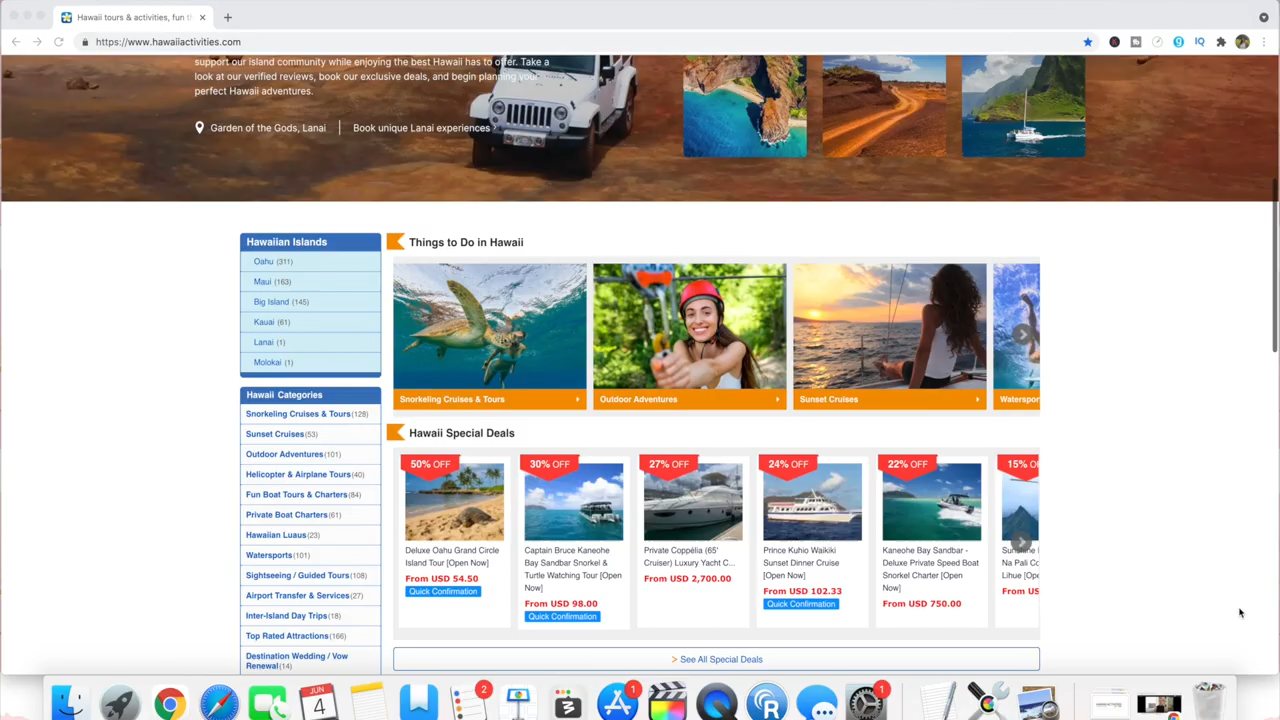 Hawaii tours & activities, fun t
https://www.hawaiiactivities.com
IQ
support our island community while enjoying the best Hawaii has to offer. Take a
look at our verified reviews, book our exclusive deals, and begin planning your
perfect Hawaii adventures.
Garden of the Gods, Lanai | Book unique Lanai experiences
Hawaiian Islands
Oahu (311)
Maui (163)
Big Island (145)
Kauai (61)
Lanai (1)
Molokai (1)
Hawaii Categories
Snorkeling Cruises & Tours(128)
Sunset Cruises(53)
Outdoor Adventures(101)
Helicopter & Airplane Tours(40)
Fun Boat Tours & Charters(84)
Private Boat Charters(61)
Hawaiian Luaus(23)
Watersports(101)
Sightseeing / Guided Tours(108)
Airport Transfer & Services(27)
Inter-Island Day Trips(18)
Top Rated Attractions(166)
Destination Wedding / Vow
Renewal(14)
Things to Do in Hawaii
Snorkeling Cruises & Tours
Outdoor Adventures
Sunset Cruises
Waterspor
Hawaii Special Deals
50% OFF
Deluxe Oahu Grand Circle
Island Tour [Open Now]
From USD 54.50
Quick Confirmation
30% OFF
Captain Bruce Kaneohe
Bay Sandbar Snorkel &
Turtle Watching Tour [Open
Now]
From USD 98.00
Quick Confirmation
27% OFF
Private Coppélia (65'
Cruiser) Luxury Yacht C...
From USD 2,700.00
24% OFF
Prince Kuhio Waikiki
Sunset Dinner Cruise
[Open Now]
From USD 102.33
Quick Confirmation
22% OFF
Kaneohe Bay Sandbar -
Deluxe Private Speed Boat
Snorkel Charter [Open
Now]
From USD 750.00
15% O
Na Pali Co
Lihue [Ope
From US
> See All Special Deals
JUN
4
2
1
1